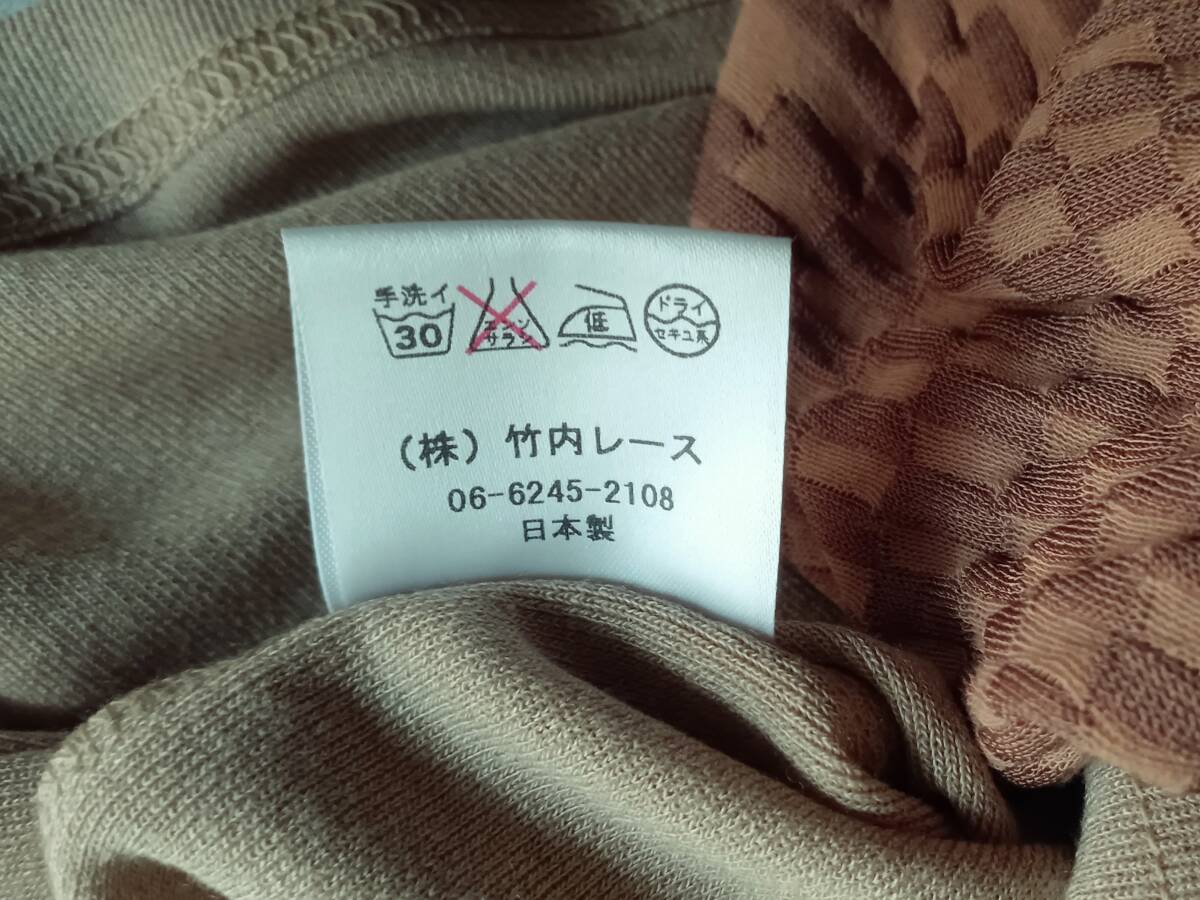 手洗イ
30
エンソ
サラシ
低
ドライ
セキユ系
(株) 竹内レース
06-6245-2108
日本製